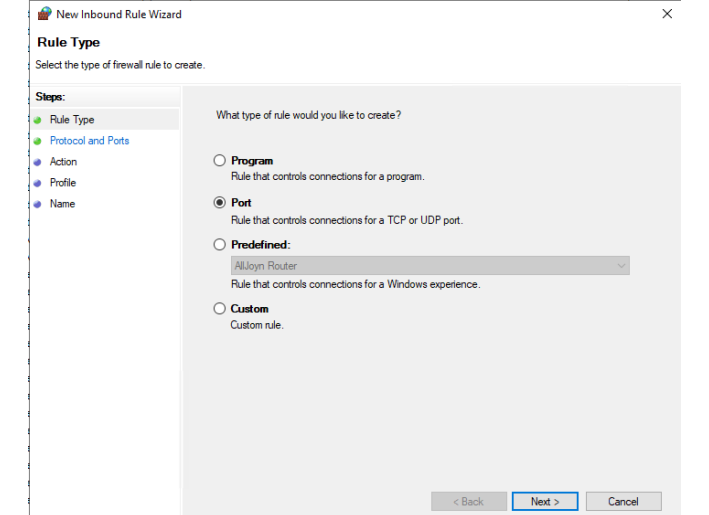 New Inbound Rule Wizard
Rule Type
Select the type of firewall rule to create.
Steps:
Rule Type
Protocol and Ports
Action
Profile
Name
What type of rule would you like to create?
Program
Rule that controls connections for a program.
Port
Rule that controls connections for a TCP or UDP port.
Predefined:
AllJoyn Router
Rule that controls connections for a Windows experience.
Custom
Custom rule.
< Back
Next >
Cancel